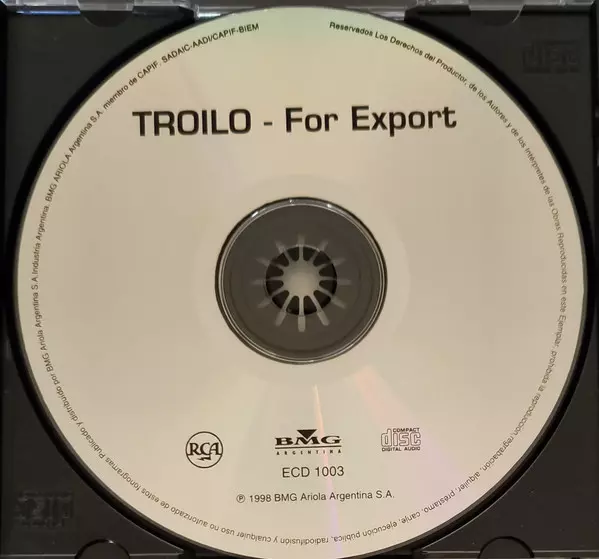 TROILO - For Export
RCA
BMG
ARGENTINA
COMPACT
disc
DIGITAL AUDIO
ECD 1003
℗ 1998 BMG Ariola Argentina S.A.
Reservados Los Derechos del Productor, de los Autores y de los Intérpretes de las Obras Reproducidas en este Ejemplar, prohibida la reproducción, regrabación, alquiler, préstamo, canje, ejecución pública, radiodifusión y cualquier uso no autorizado de estos fonogramas Publicado y distribuido por BMG Ariola Argentina S.A. Industria Argentina. BMG ARIOLA Argentina S.A. miembro de CAPIF. SADAIC-AADI/CAPIF-BIEM